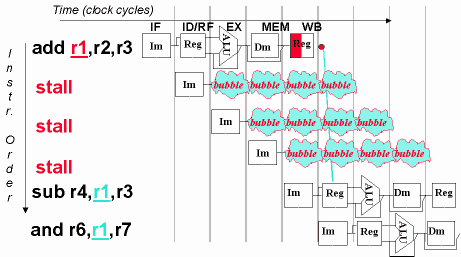 Time (clock cycles)
IF ID/RF EX MEM WB
Instr. Order
add r1,r2,r3 Im Reg ALU Dm Reg
stall Im bubble bubble bubble bubble
stall Im bubble bubble bubble bubble
stall Im bubble bubble bubble bubble
sub r4,r1,r3 Im Reg ALU Dm Reg
and r6,r1,r7 Im Reg ALU Dm